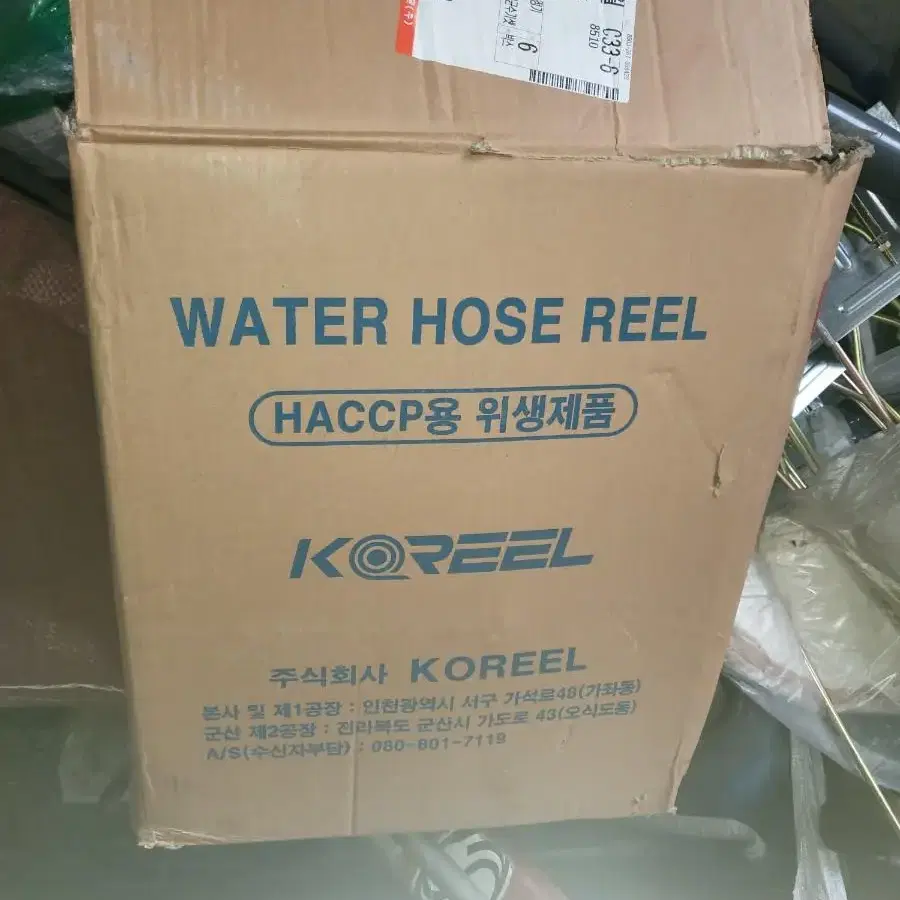 C33-6
8510
6
WATER HOSE REEL
HACCP용 위생제품
KOREEL
주식회사 KOREEL
본사 및 제1공장 : 인천광역시 서구 가석로48(가좌동)
군산 제2공장 : 전라북도 군산시 가도로 43(오식도동)
A/S(수신자부담) : 080-801-7119